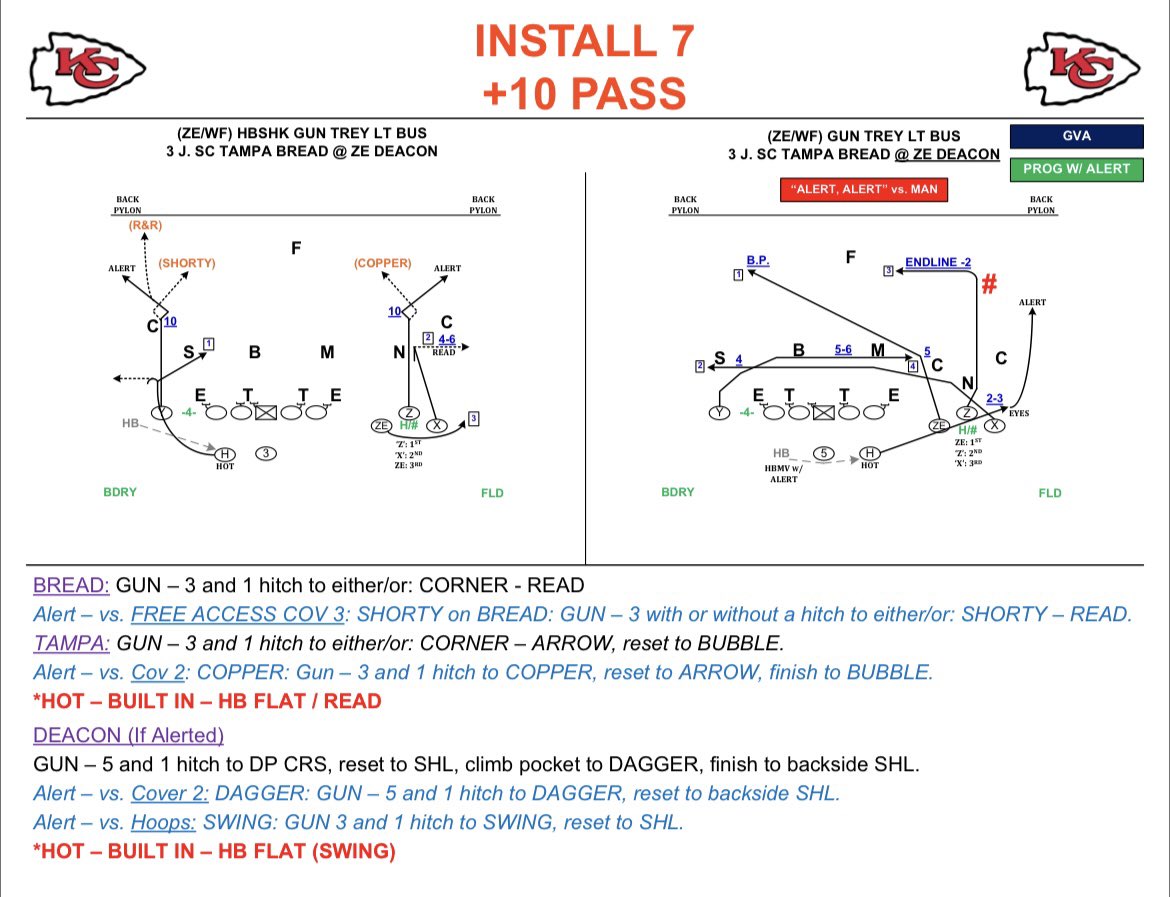 KC
INSTALL 7
KC
+10 PASS
(ZE/WF) HBSHK GUN TREY LT BUS
3 J. SC TAMPA BREAD @ ZE DEACON
(ZE/WF) GUN TREY LT BUS
3 J. SC TAMPA BREAD @ ZE DEACON
GVA
PROG W/ ALERT
"ALERT, ALERT" vs. MAN
BACK
PYLON
BACK
PYLON
(R&R)
F
ALERT
(SHORTY)
(COPPER)
ALERT
C
10
10
C
S
1
B
M
N
2
4-6
READ
E
T
T
E
Y
-4-
Z
ZE
H/#
X
3
HB
H
HOT
3
'Z': 1ST
'X': 2ND
ZE: 3RD
BDRY
FLD
BACK
PYLON
BACK
PYLON
B.P.
1
F
3
ENDLINE -2
#
ALERT
2
S
4
B
5-6
M
4
5
C
C
E
T
T
E
N
2-3
EYES
Y
-4-
ZE
Z
X
H/#
ZE: 1ST
'Z': 2ND
'X': 3RD
HB
5
H
HBMV w/
ALERT
HOT
BDRY
FLD
BREAD: GUN – 3 and 1 hitch to either/or: CORNER - READ
Alert – vs. FREE ACCESS COV 3: SHORTY on BREAD: GUN – 3 with or without a hitch to either/or: SHORTY – READ.
TAMPA: GUN – 3 and 1 hitch to either/or: CORNER – ARROW, reset to BUBBLE.
Alert – vs. Cov 2: COPPER: Gun – 3 and 1 hitch to COPPER, reset to ARROW, finish to BUBBLE.
*HOT – BUILT IN – HB FLAT / READ
DEACON (If Alerted)
GUN – 5 and 1 hitch to DP CRS, reset to SHL, climb pocket to DAGGER, finish to backside SHL.
Alert – vs. Cover 2: DAGGER: GUN – 5 and 1 hitch to DAGGER, reset to backside SHL.
Alert – vs. Hoops: SWING: GUN 3 and 1 hitch to SWING, reset to SHL.
*HOT – BUILT IN – HB FLAT (SWING)